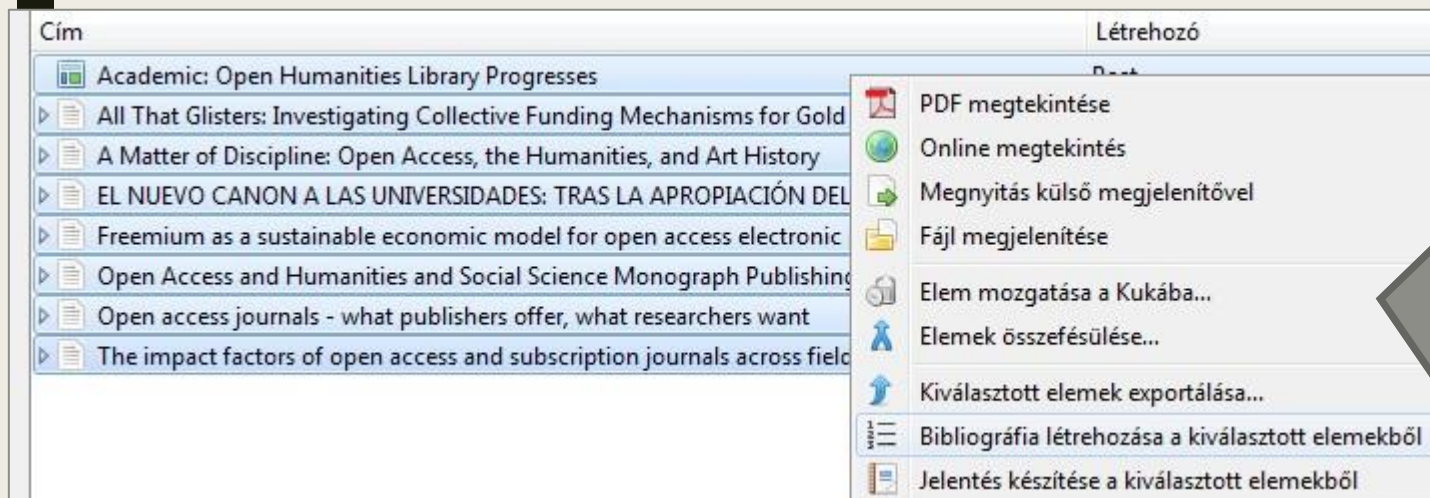 Cím
Létrehozó
Academic: Open Humanities Library Progresses
All That Glisters: Investigating Collective Funding Mechanisms for Gold
A Matter of Discipline: Open Access, the Humanities, and Art History
EL NUEVO CANON A LAS UNIVERSIDADES: TRAS LA APROPIACIÓN DEL
Freemium as a sustainable economic model for open access electronic
Open Access and Humanities and Social Science Monograph Publishing
Open access journals - what publishers offer, what researchers want
The impact factors of open access and subscription journals across field
PDF megtekintése
Online megtekintés
Megnyitás külső megjelenítővel
Fájl megjelenítése
Elem mozgatása a Kukába...
Elemek összefésülése...
Kiválasztott elemek exportálása...
Bibliográfia létrehozása a kiválasztott elemekből
Jelentés készítése a kiválasztott elemekből